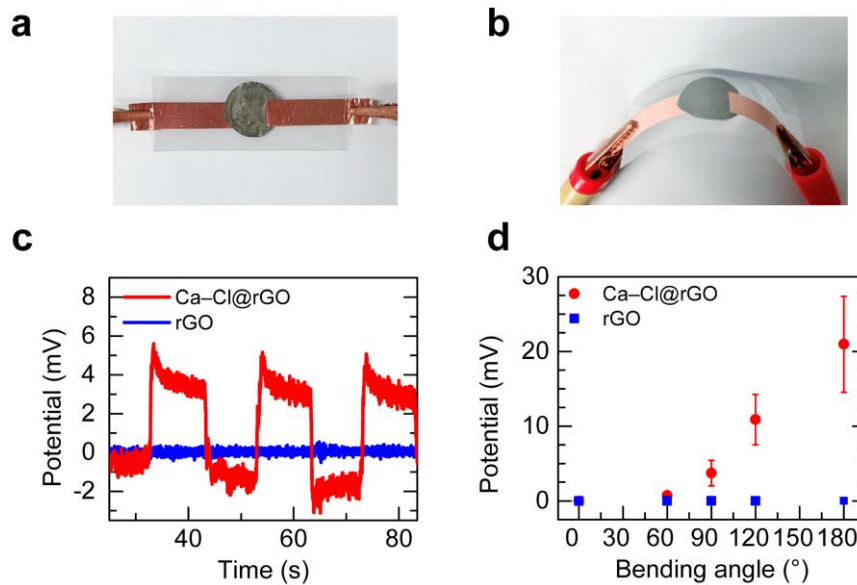 a
b
c
Ca–Cl@rGO
rGO
8
6
4
2
0
-2
Potential (mV)
40
60
80
Time (s)
d
Ca–Cl@rGO
rGO
30
20
10
0
Potential (mV)
0
30
60
90
120
150
180
Bending angle (°)